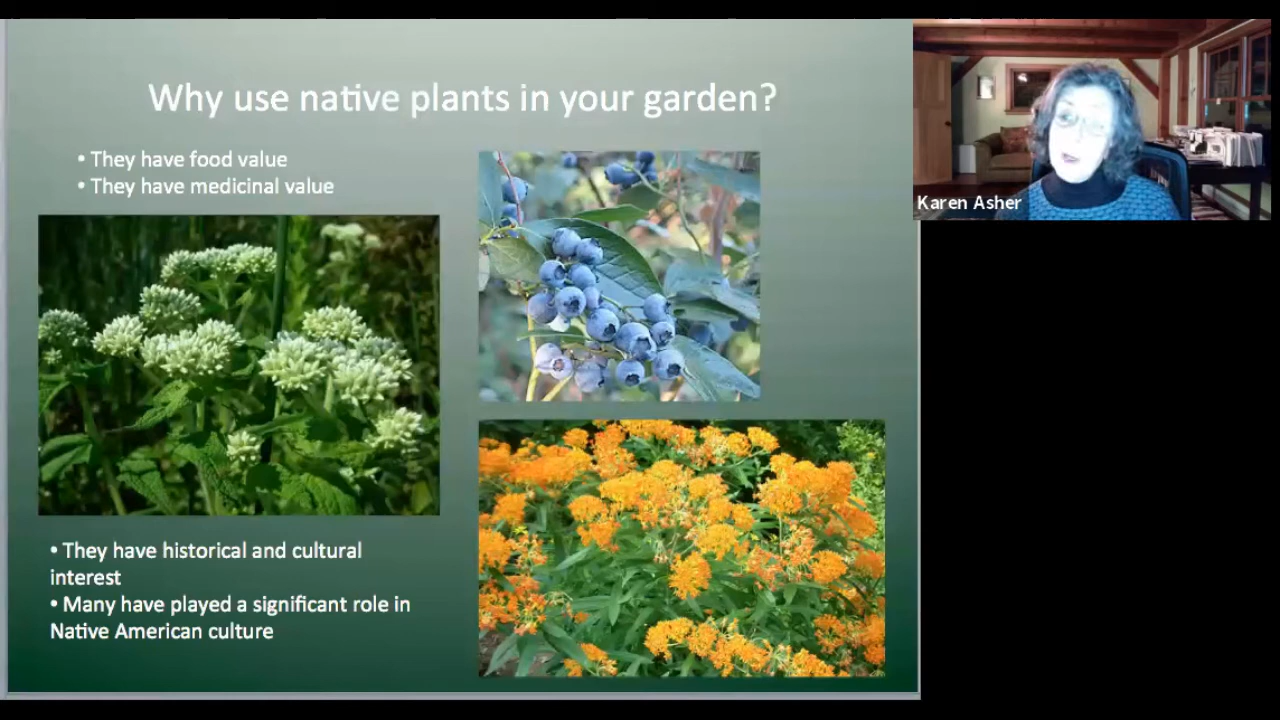 Why use native plants in your garden?
• They have food value
• They have medicinal value
Karen Asher
• They have historical and cultural
interest
• Many have played a significant role in
Native American culture